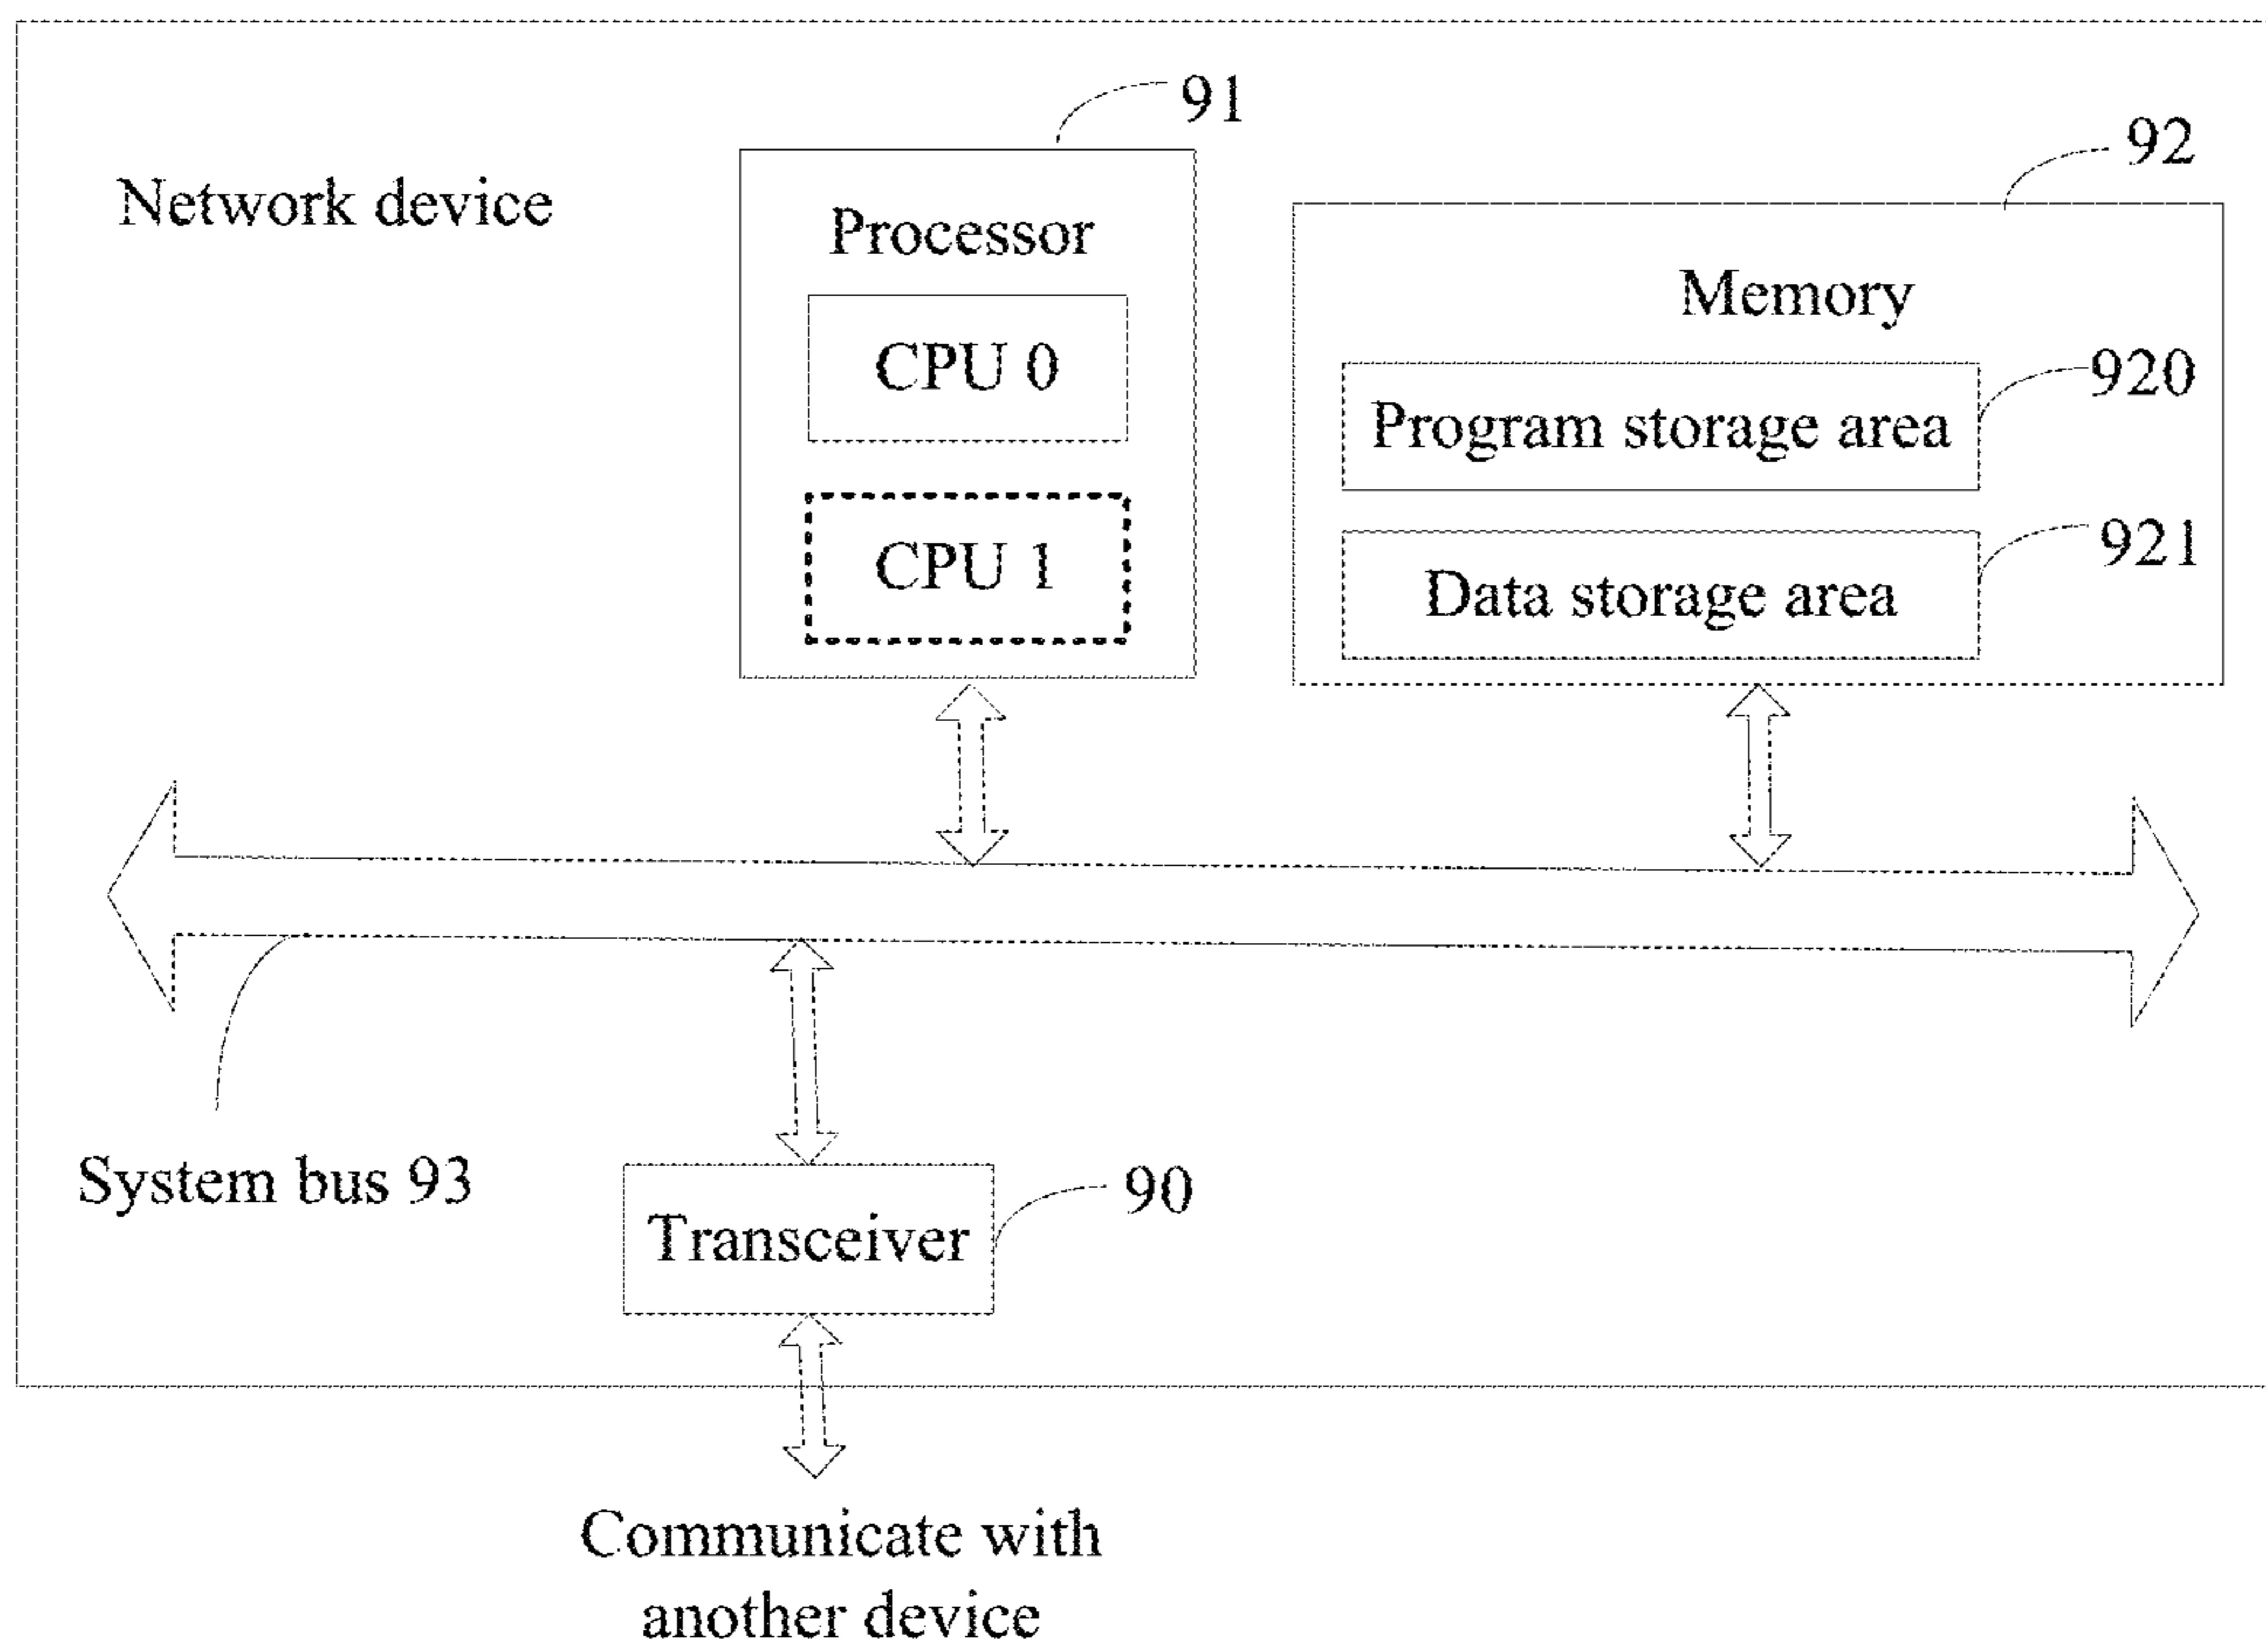 91
92
Network device
Processor
Memory
CPU 0
920
Program storage area
CPU 1
921
Data storage area
System bus 93
90
Transceiver
Communicate with
another device